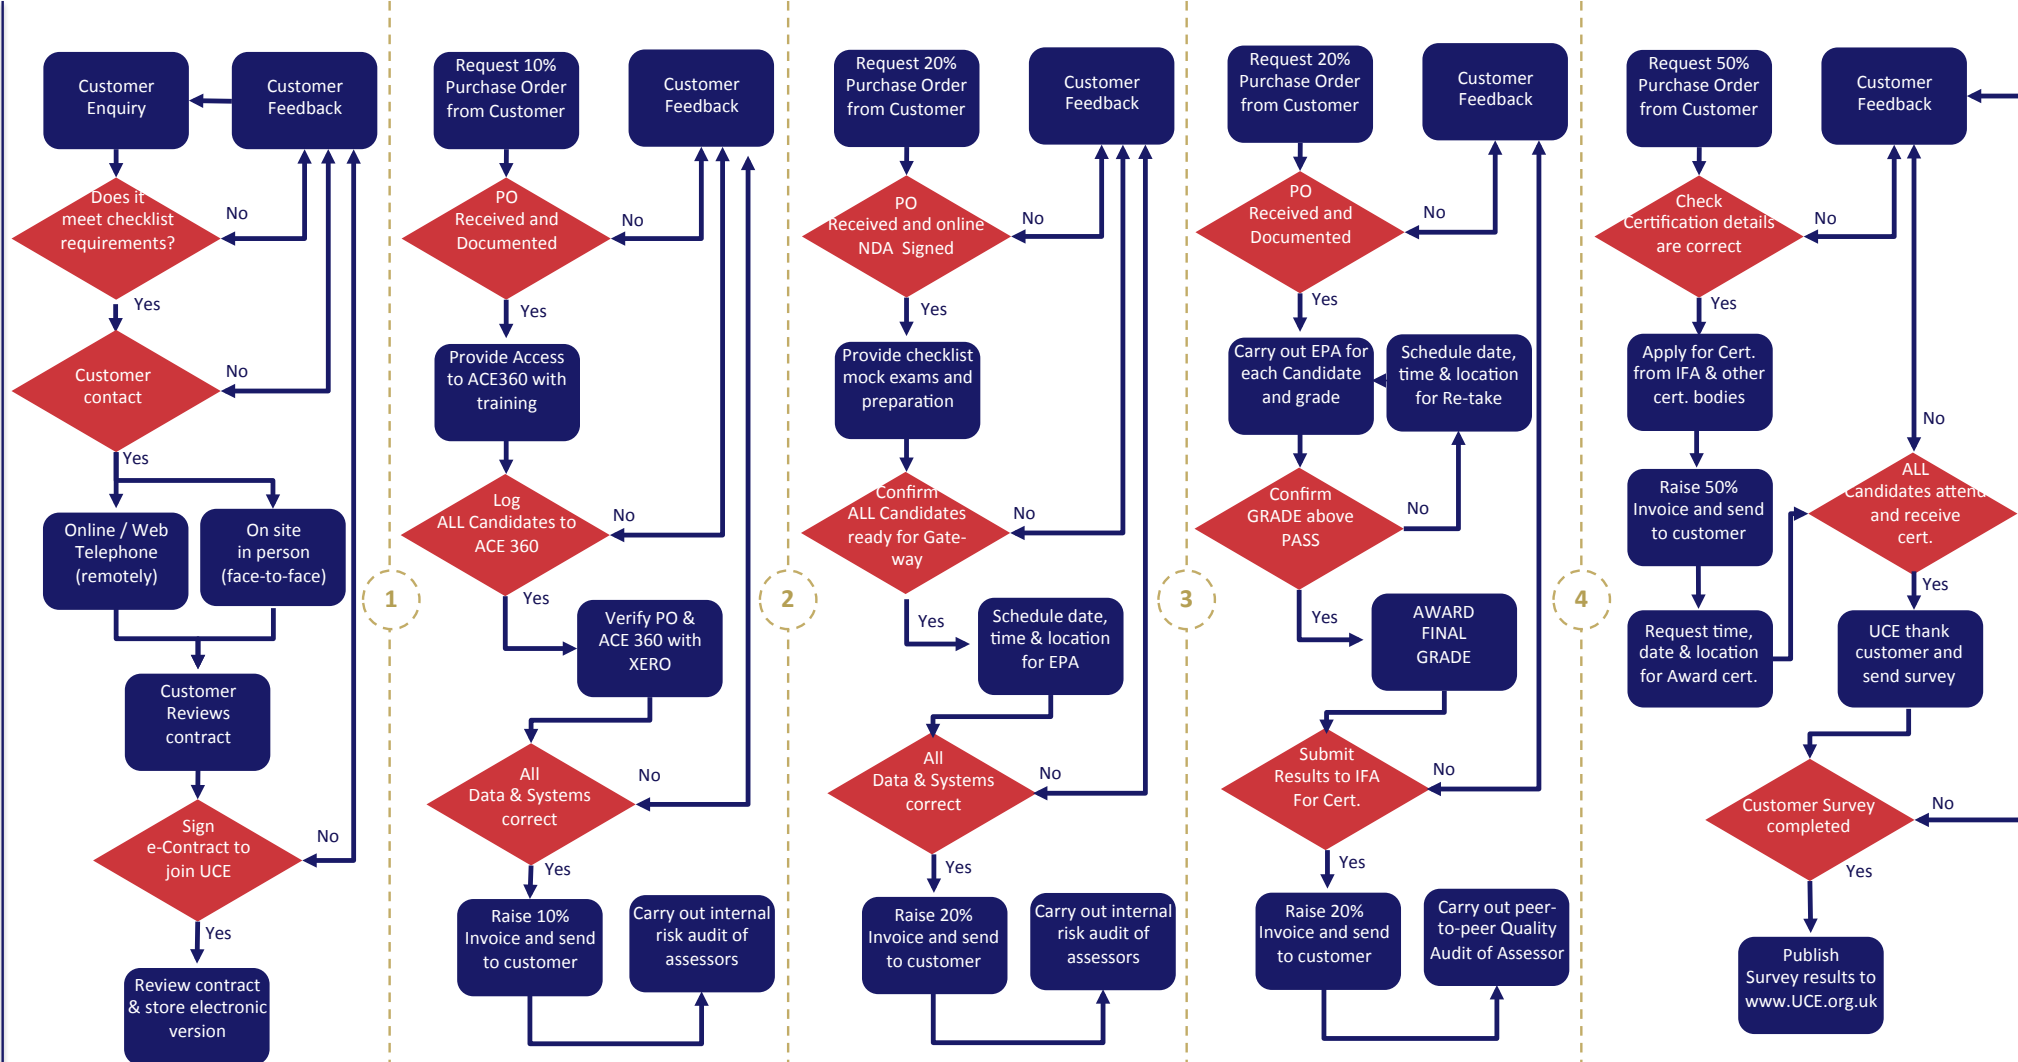 Customer
Enquiry
Customer
Feedback
Does it
meet checklist
requirements?
No
Yes
Customer
contact
No
Yes
Online / Web
Telephone
(remotely)
On site
in person
(face-to-face)
Customer
Reviews
contract
Sign
e-Contract to
join UCE
No
Yes
Review contract
& store electronic
version
1
Request 10%
Purchase Order
from Customer
Customer
Feedback
PO
Received and
Documented
No
Yes
Provide Access
to ACE360 with
training
Log
ALL Candidates to
ACE 360
No
Yes
Verify PO &
ACE 360 with
XERO
All
Data & Systems
correct
No
Yes
Raise 10%
Invoice and send
to customer
Carry out internal
risk audit of
assessors
2
Request 20%
Purchase Order
from Customer
Customer
Feedback
PO
Received and online
NDA Signed
No
Yes
Provide checklist
mock exams and
preparation
Confirm
ALL Candidates
ready for Gate-
way
No
Yes
Schedule date,
time & location
for EPA
All
Data & Systems
correct
No
Yes
Raise 20%
Invoice and send
to customer
Carry out internal
risk audit of
assessors
3
Request 20%
Purchase Order
from Customer
Customer
Feedback
PO
Received and
Documented
No
Yes
Carry out EPA for
each Candidate
and grade
Schedule date,
time & location
for Re-take
Confirm
GRADE above
PASS
No
Yes
AWARD
FINAL
GRADE
Submit
Results to IFA
For Cert.
No
Yes
Raise 20%
Invoice and send
to customer
Carry out peer-
to-peer Quality
Audit of Assessor
4
Request 50%
Purchase Order
from Customer
Customer
Feedback
Check
Certification details
are correct
No
Yes
Apply for Cert.
from IFA & other
cert. bodies
No
Raise 50%
Invoice and send
to customer
ALL
Candidates attend
and receive
cert.
Yes
Request time,
date & location
for Award cert.
UCE thank
customer and
send survey
Customer Survey
completed
No
Yes
Publish
Survey results to
www.UCE.org.uk